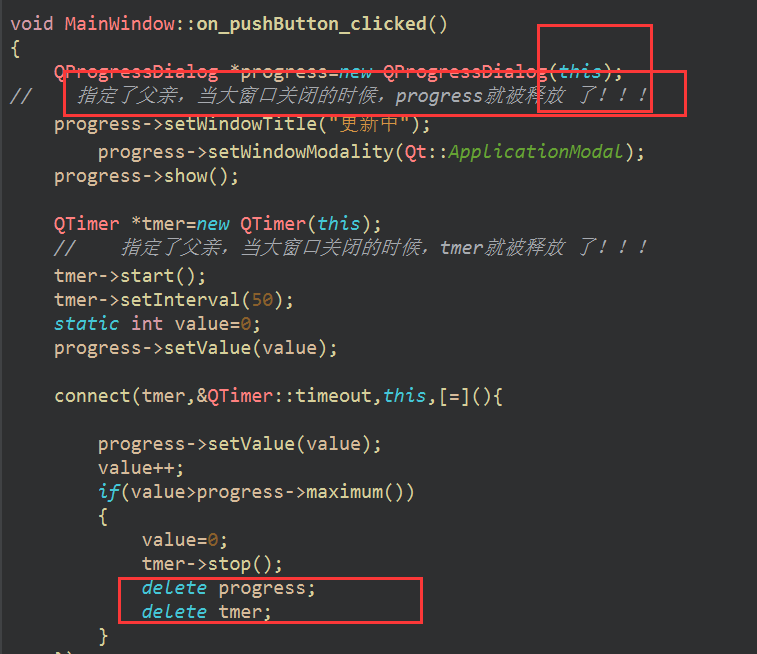 void MainWindow::on_pushButton_clicked()
{
    QProgressDialog *progress=new QProgressDialog(this);
//    指定了父亲，当大窗口关闭的时候，progress就被释放 了！！！
    progress->setWindowTitle("更新中");
        progress->setWindowModality(Qt::ApplicationModal);
    progress->show();

    QTimer *tmer=new QTimer(this);
    //    指定了父亲，当大窗口关闭的时候，tmer就被释放 了！！！
    tmer->start();
    tmer->setInterval(50);
    static int value=0;
    progress->setValue(value);

    connect(tmer,&QTimer::timeout,this,[=](){

        progress->setValue(value);
        value++;
        if(value>progress->maximum())
        {
            value=0;
            tmer->stop();
            delete progress;
            delete tmer;
        }